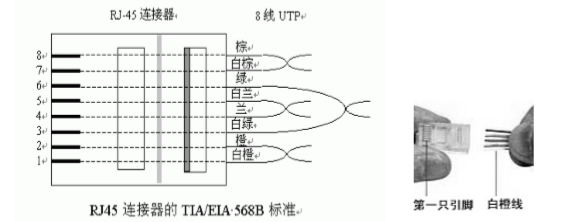 RJ-45 连接器 8 线 UTP
8 棕
7 白棕
6 绿
5 白兰
4 兰
3 白绿
2 橙
1 白橙
第一只引脚 白橙线
RJ45 连接器的 TIA/EIA-568B 标准